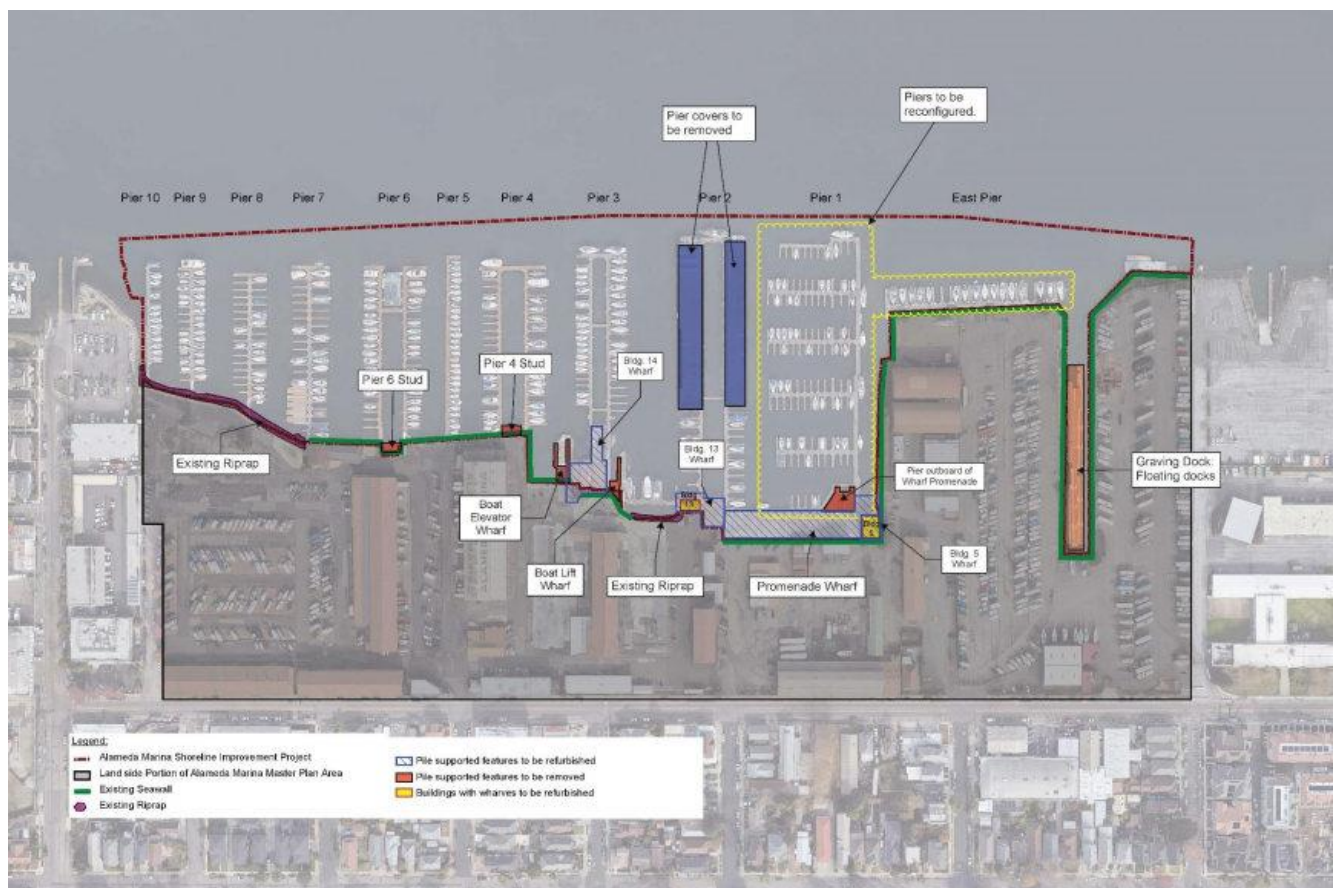 Pier covers to
be removed
Piers to be
reconfigured.
Pier 10
Pier 9
Pier 8
Pier 7
Pier 6
Pier 5
Pier 4
Pier 3
Pier 2
Pier 1
East Pier
Pier 6 Stud
Pier 4 Stud
Bldg. 14
Wharf
Existing Riprap
Boat
Elevator
Wharf
Boat Lift
Wharf
Existing Riprap
Bldg. 13
Wharf
Promenade Wharf
Pier outboard of
Wharf Promenade
Bldg. 5
Wharf
Graving Dock.
Floating docks
Legend:
Alameda Marina Shoreline Improvement Project
Land side Portion of Alameda Marina Master Plan Area
Existing Seawall
Existing Riprap
Pile supported features to be refurbished
Pile supported features to be removed
Buildings with wharves to be refurbished